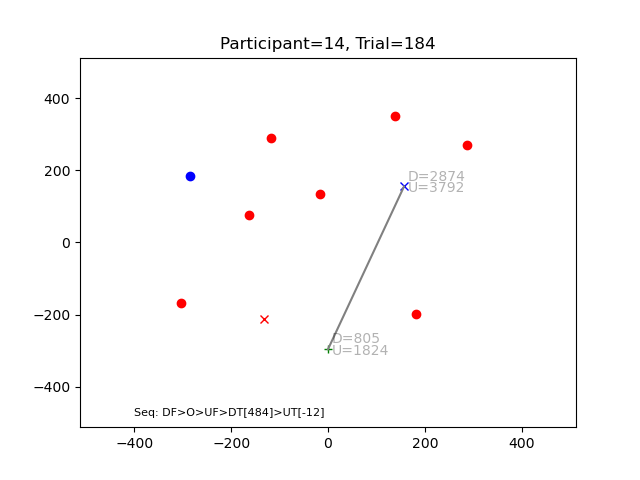 Participant=14, Trial=184
400
200
0
−200
−400
D=2874
U=3792
D=805
U=1824
Seq: DF>O>UF>DT[484]>UT[-12]
−400
−200
0
200
400